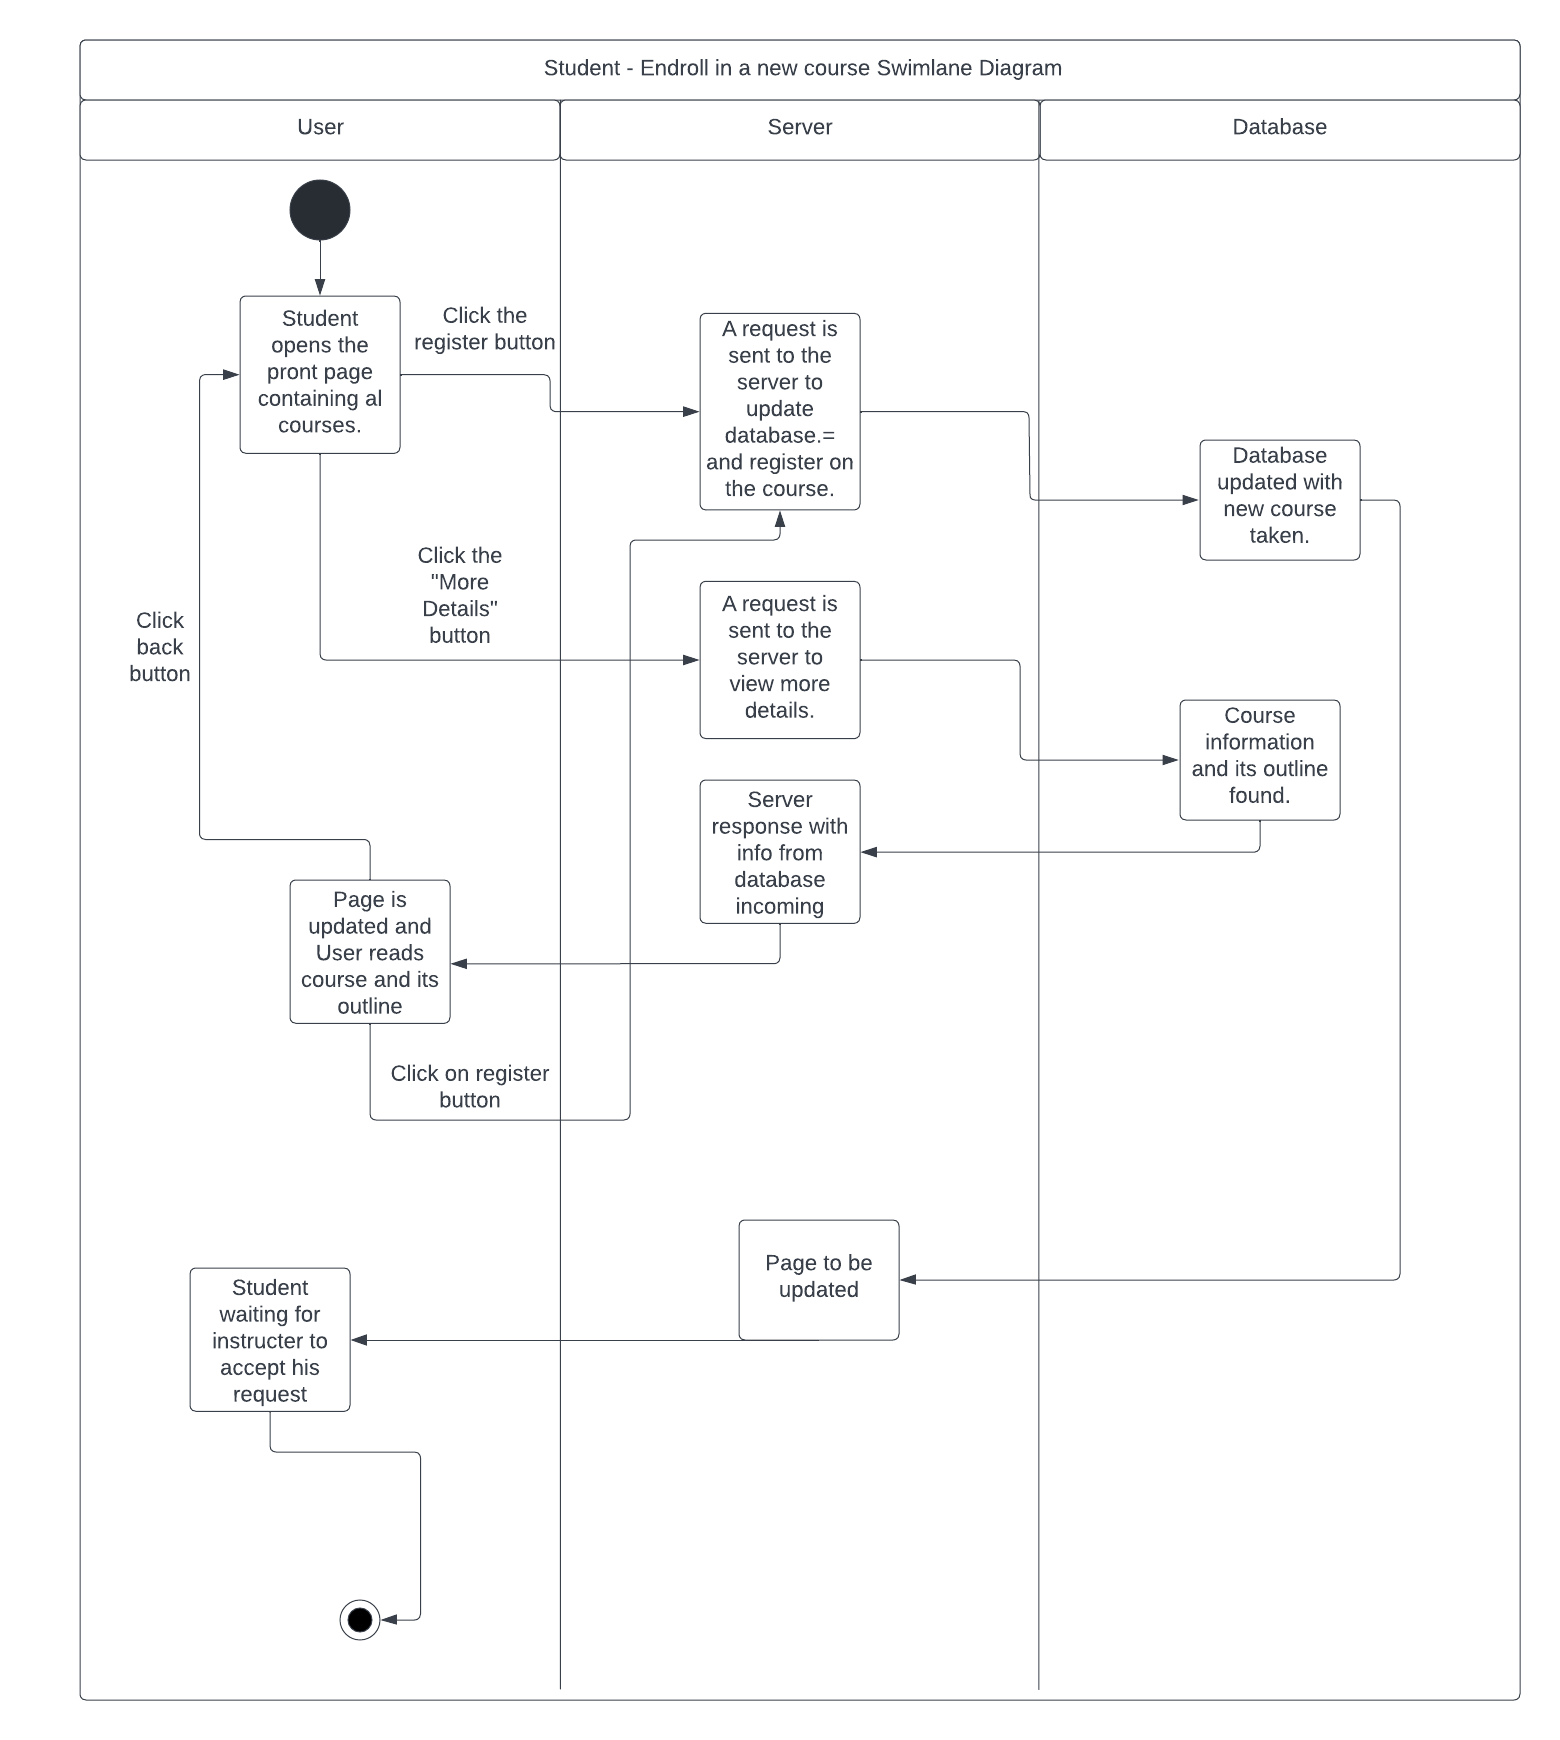 Student - Endroll in a new course Swimlane Diagram
User
Server
Database
Student
opens the
pront page
containing al
courses.
Click the
register button
A request is
sent to the
server to
update
database.=
and register on
the course.
Database
updated with
new course
taken.
Click the
"More
Details"
button
A request is
sent to the
server to
view more
details.
Click
back
button
Course
information
and its outline
found.
Server
response with
info from
database
incoming
Page is
updated and
User reads
course and its
outline
Click on register
button
Page to be
updated
Student
waiting for
instructer to
accept his
request